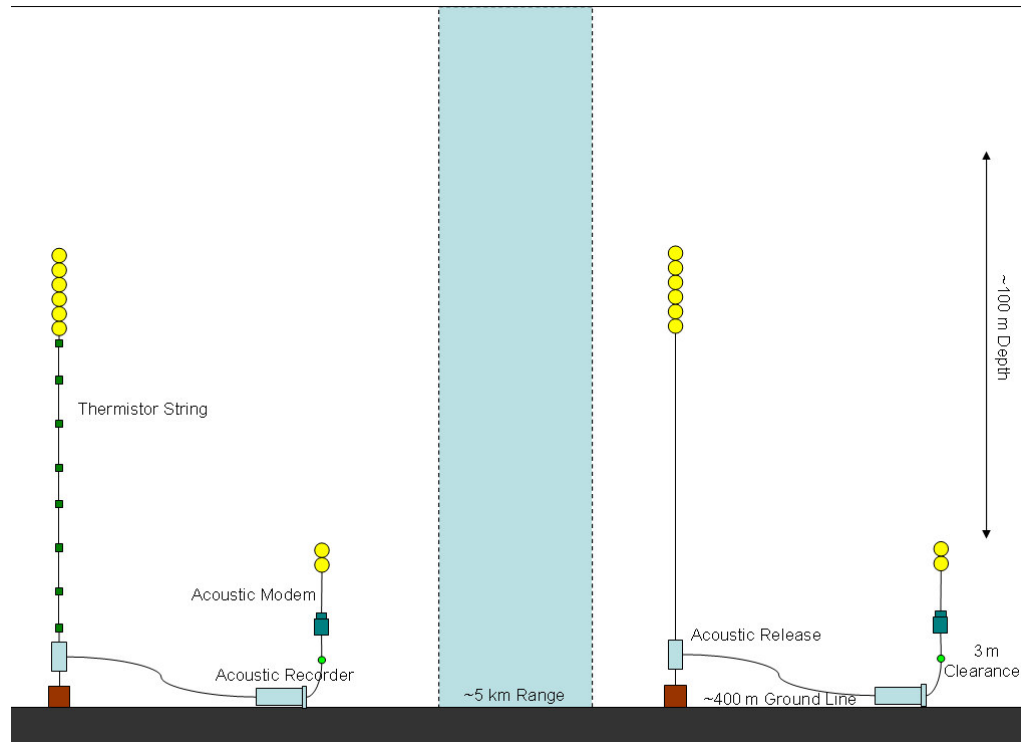 ~100 m Depth
Thermistor String
Acoustic Modem
Acoustic Release
3 m
Clearance
Acoustic Recorder
~5 km Range
~400 m Ground Line